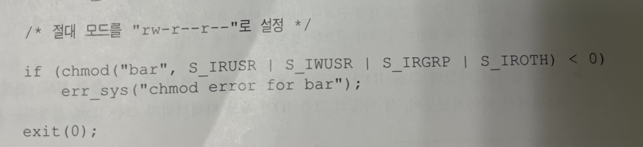 /* 절대 모드를 "rw-r--r--"로 설정 */
if (chmod("bar", S_IRUSR | S_IWUSR | S_IRGRP | S_IROTH) < 0)
err_sys("chmod error for bar");
exit(0);